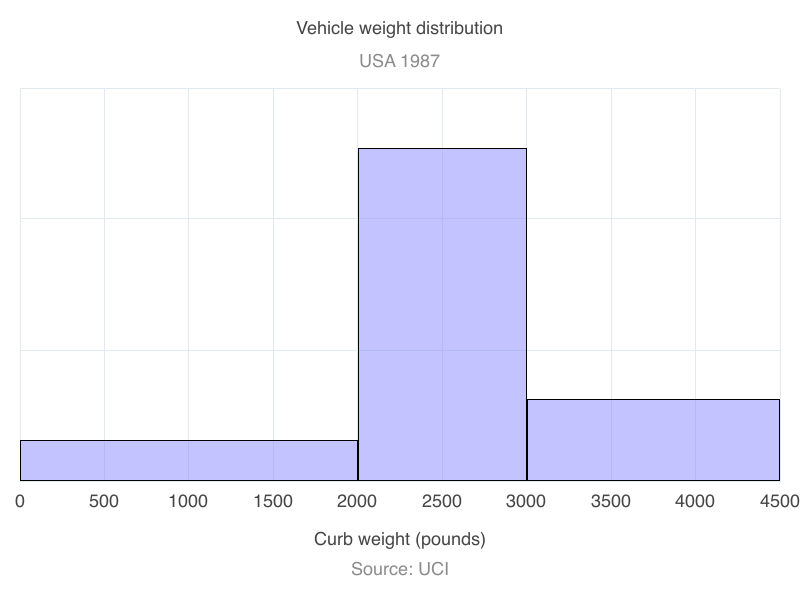 Vehicle weight distribution
USA 1987
0 500 1000 1500 2000 2500 3000 3500 4000 4500
Curb weight (pounds)
Source: UCI